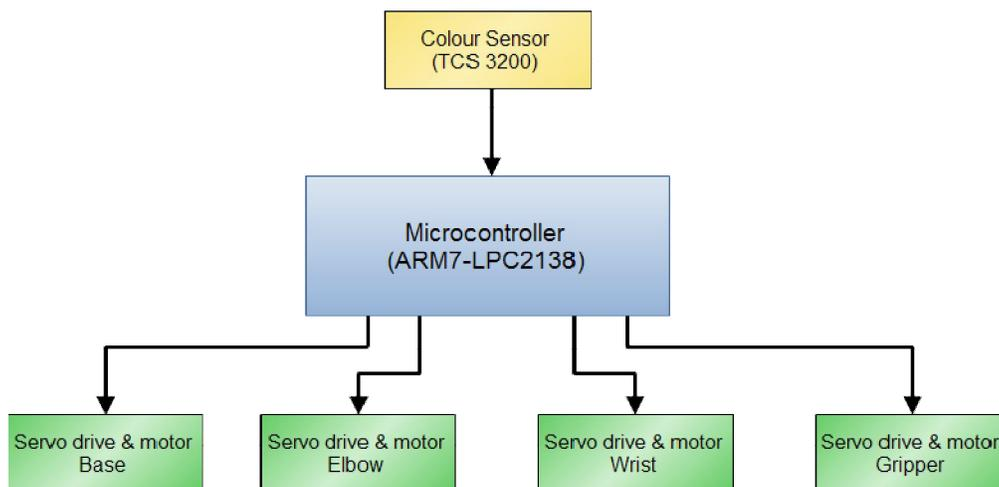 Colour Sensor
(TCS 3200)
Microcontroller
(ARM7-LPC2138)
Servo drive & motor
Base
Servo drive & motor
Elbow
Servo drive & motor
Wrist
Servo drive & motor
Gripper